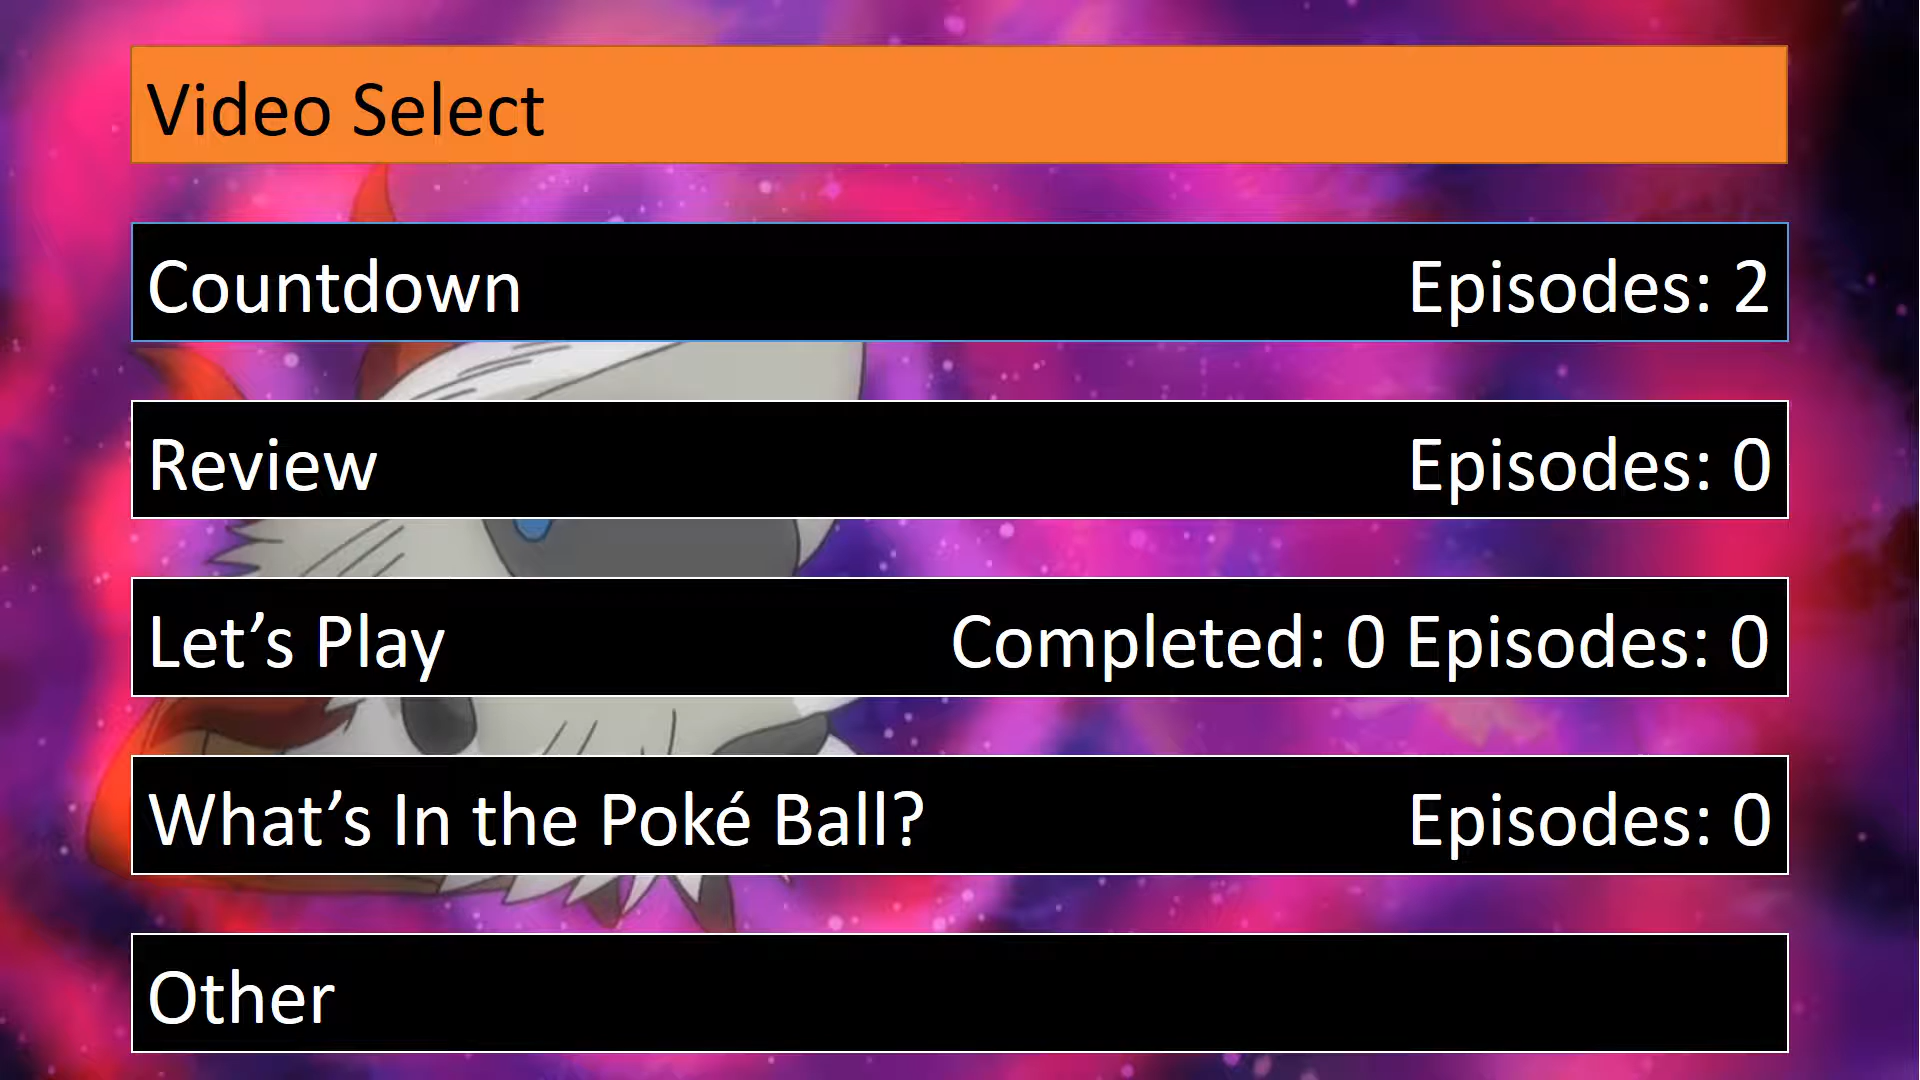 Video Select
Countdown Episodes: 2
Review Episodes: 0
Let’s Play Completed: 0 Episodes: 0
What’s In the Poké Ball? Episodes: 0
Other